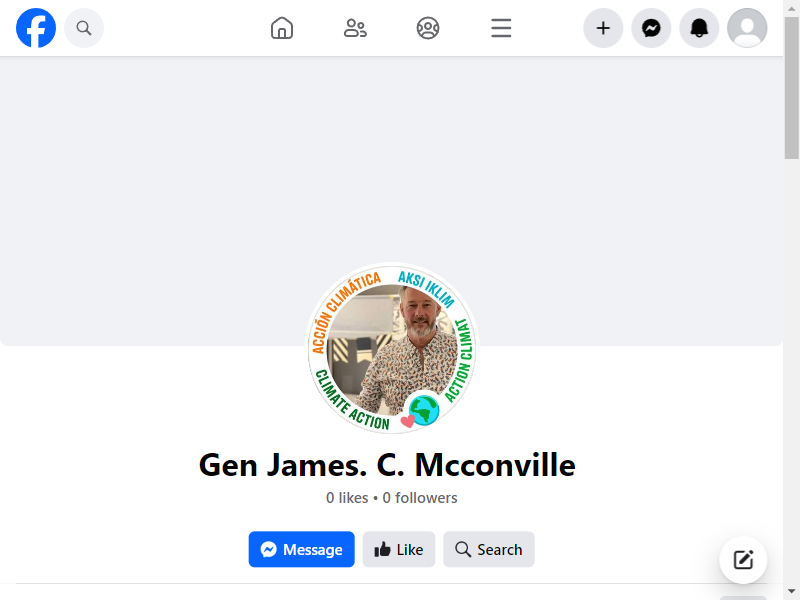 ACCIÓN CLIMÁTICA
AKSI IKLIM
ACTION CLIMAT
CLIMATE ACTION
Gen James. C. Mcconville
0 likes • 0 followers
Message
Like
Search